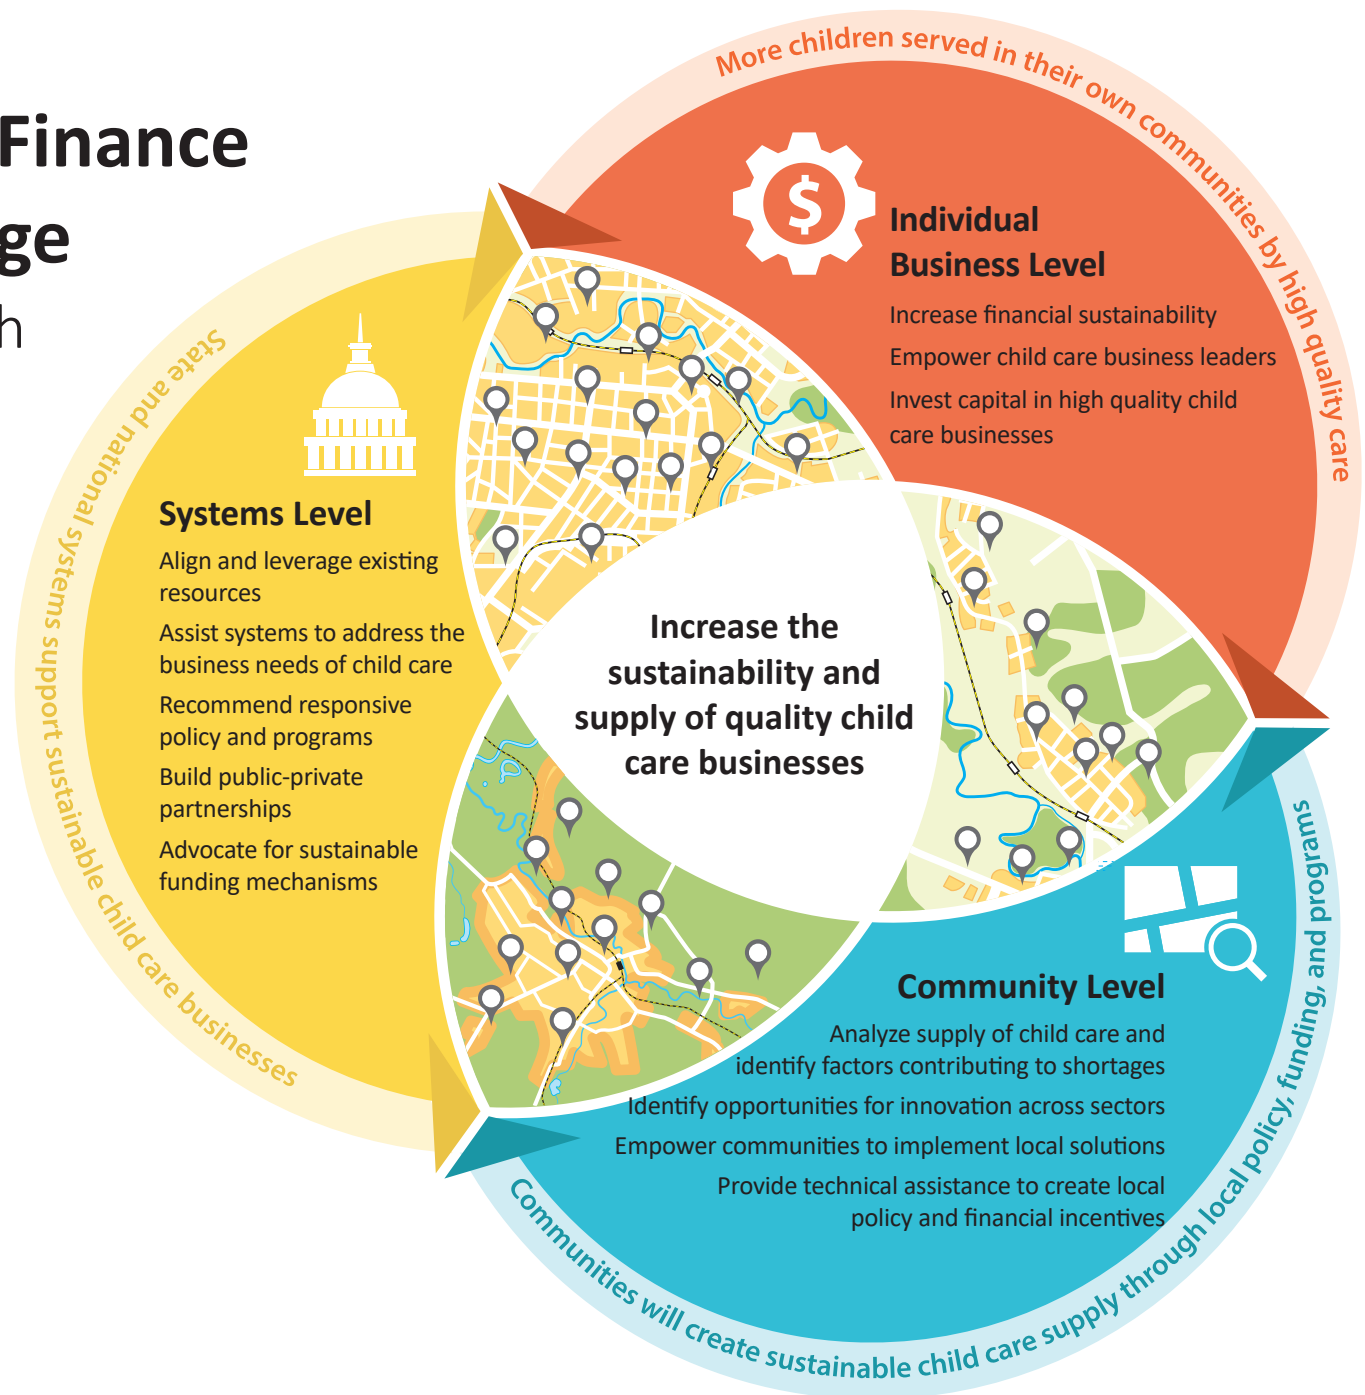 Finance
ge
h
More children served in their own communities by high quality care
Individual
Business Level
Increase financial sustainability
Empower child care business leaders
Invest capital in high quality child
care businesses
State and national systems support sustainable child care businesses
Systems Level
Align and leverage existing
resources
Assist systems to address the
business needs of child care
Recommend responsive
policy and programs
Build public-private
partnerships
Advocate for sustainable
funding mechanisms
Increase the
sustainability and
supply of quality child
care businesses
Community Level
Analyze supply of child care and
identify factors contributing to shortages
Identify opportunities for innovation across sectors
Empower communities to implement local solutions
Provide technical assistance to create local
policy and financial incentives
Communities will create sustainable child care supply through local policy, funding, and programs
$